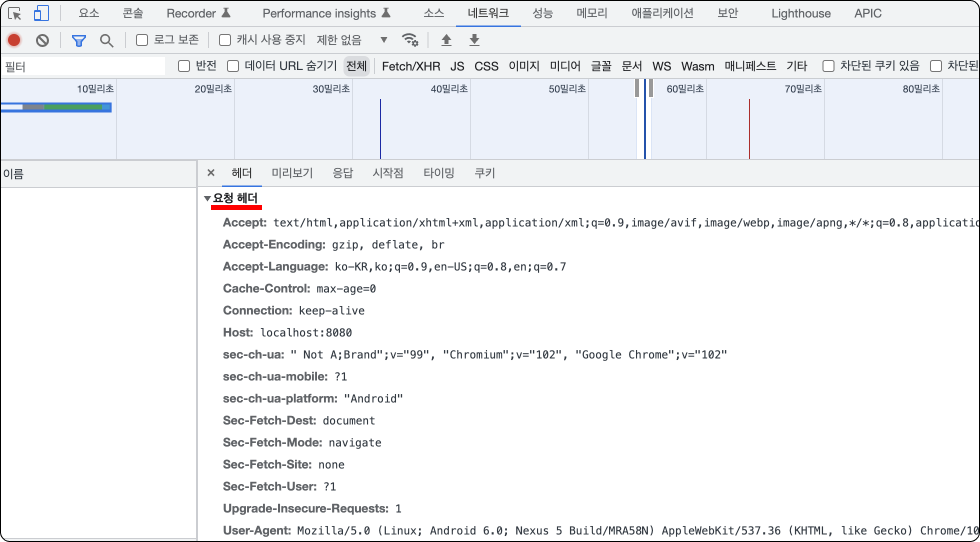 요소 콘솔 Recorder Performance insights 소스 네트워크 성능 메모리 애플리케이션 보안 Lighthouse APIC
로그 보존 캐시 사용 중지 제한 없음
필터 반전 데이터 URL 숨기기 전체 Fetch/XHR JS CSS 이미지 미디어 글꼴 문서 WS Wasm 매니페스트 기타 차단된 쿠키 있음 차단된
10밀리초 20밀리초 30밀리초 40밀리초 50밀리초 60밀리초 70밀리초 80밀리초
이름 × 헤더 미리보기 응답 시작점 타이밍 쿠키
요청 헤더
Accept: text/html,application/xhtml+xml,application/xml;q=0.9,image/avif,image/webp,image/apng,*/*;q=0.8,applicatio
Accept-Encoding: gzip, deflate, br
Accept-Language: ko-KR,ko;q=0.9,en-US;q=0.8,en;q=0.7
Cache-Control: max-age=0
Connection: keep-alive
Host: localhost:8080
sec-ch-ua: " Not A;Brand";v="99", "Chromium";v="102", "Google Chrome";v="102"
sec-ch-ua-mobile: ?1
sec-ch-ua-platform: "Android"
Sec-Fetch-Dest: document
Sec-Fetch-Mode: navigate
Sec-Fetch-Site: none
Sec-Fetch-User: ?1
Upgrade-Insecure-Requests: 1
User-Agent: Mozilla/5.0 (Linux; Android 6.0; Nexus 5 Build/MRA58N) AppleWebKit/537.36 (KHTML, like Gecko) Chrome/10